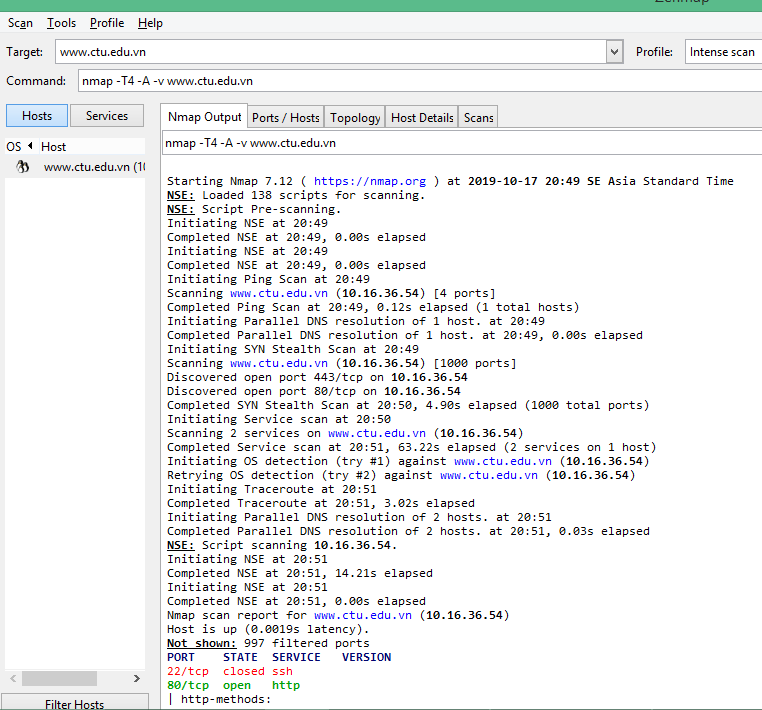 Scan Tools Profile Help
Target: www.ctu.edu.vn Profile: Intense scan
Command: nmap -T4 -A -v www.ctu.edu.vn
Hosts Services
Nmap Output Ports / Hosts Topology Host Details Scans
OS Host
www.ctu.edu.vn (10
nmap -T4 -A -v www.ctu.edu.vn
Starting Nmap 7.12 ( https://nmap.org ) at 2019-10-17 20:49 SE Asia Standard Time
NSE: Loaded 138 scripts for scanning.
NSE: Script Pre-scanning.
Initiating NSE at 20:49
Completed NSE at 20:49, 0.00s elapsed
Initiating NSE at 20:49
Completed NSE at 20:49, 0.00s elapsed
Initiating Ping Scan at 20:49
Scanning www.ctu.edu.vn (10.16.36.54) [4 ports]
Completed Ping Scan at 20:49, 0.12s elapsed (1 total hosts)
Initiating Parallel DNS resolution of 1 host. at 20:49
Completed Parallel DNS resolution of 1 host. at 20:49, 0.00s elapsed
Initiating SYN Stealth Scan at 20:49
Scanning www.ctu.edu.vn (10.16.36.54) [1000 ports]
Discovered open port 443/tcp on 10.16.36.54
Discovered open port 80/tcp on 10.16.36.54
Completed SYN Stealth Scan at 20:50, 4.90s elapsed (1000 total ports)
Initiating Service scan at 20:50
Scanning 2 services on www.ctu.edu.vn (10.16.36.54)
Completed Service scan at 20:51, 63.22s elapsed (2 services on 1 host)
Initiating OS detection (try #1) against www.ctu.edu.vn (10.16.36.54)
Retrying OS detection (try #2) against www.ctu.edu.vn (10.16.36.54)
Initiating Traceroute at 20:51
Completed Traceroute at 20:51, 3.02s elapsed
Initiating Parallel DNS resolution of 2 hosts. at 20:51
Completed Parallel DNS resolution of 2 hosts. at 20:51, 0.03s elapsed
NSE: Script scanning 10.16.36.54.
Initiating NSE at 20:51
Completed NSE at 20:51, 14.21s elapsed
Initiating NSE at 20:51
Completed NSE at 20:51, 0.00s elapsed
Nmap scan report for www.ctu.edu.vn (10.16.36.54)
Host is up (0.0019s latency).
Not shown: 997 filtered ports
PORT STATE SERVICE VERSION
22/tcp closed ssh
80/tcp open http
| http-methods:
Filter Hosts